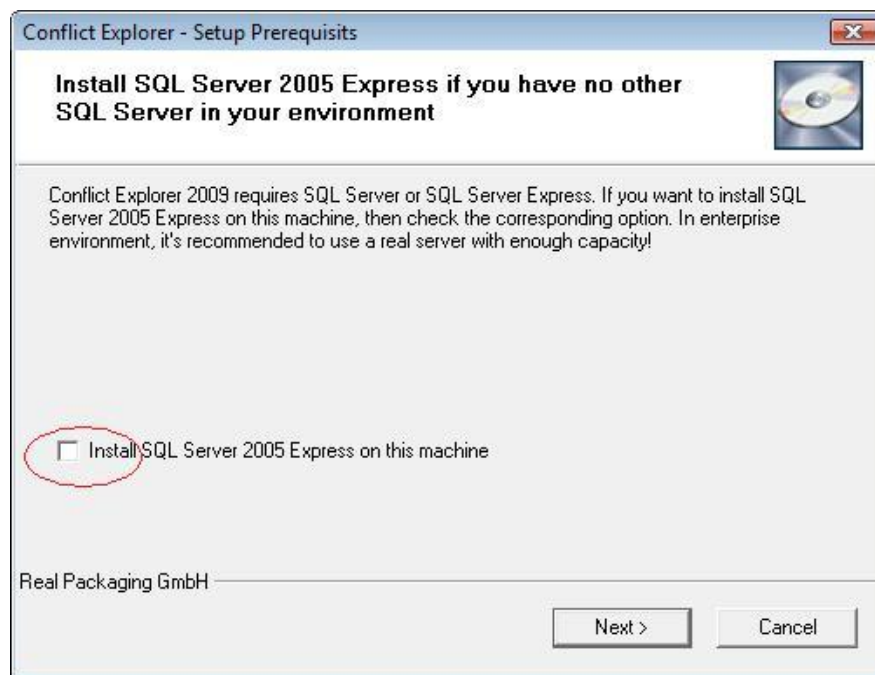 Conflict Explorer - Setup Prerequisits
Install SQL Server 2005 Express if you have no other
SQL Server in your environment
Conflict Explorer 2009 requires SQL Server or SQL Server Express. If you want to install SQL
Server 2005 Express on this machine, then check the corresponding option. In enterprise
environment, it's recommended to use a real server with enough capacity!
Install SQL Server 2005 Express on this machine
Real Packaging GmbH
Next >
Cancel